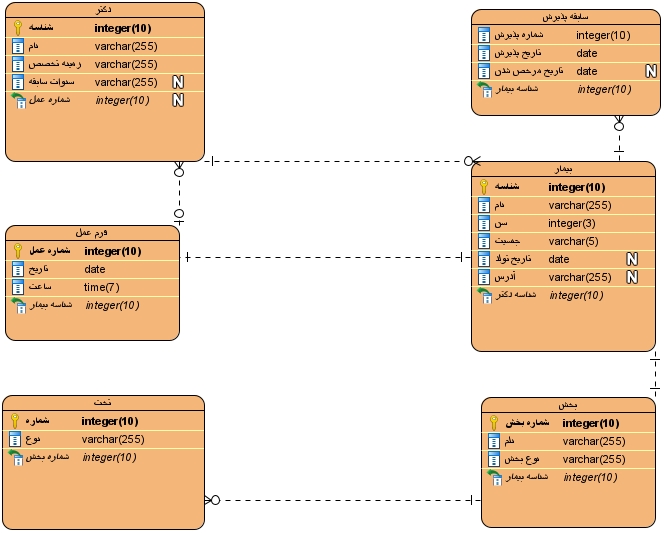 دکتر
شناسه integer(10)
نام varchar(255)
زمینه تخصص varchar(255)
سنوات سابقه varchar(255) N
شماره عمل integer(10) N
سابقه پذیرش
شماره پذیرش integer(10)
تاریخ پذیرش date
تاریخ مرخص شدن date N
شناسه بیمار integer(10)
بیمار
شناسه integer(10)
نام varchar(255)
سن integer(3)
جنسیت varchar(5)
تاریخ تولد date N
آدرس varchar(255) N
شناسه دکتر integer(10)
فرم عمل
شماره عمل integer(10)
تاریخ date
ساعت time(7)
شناسه بیمار integer(10)
تخت
شماره integer(10)
نوع varchar(255)
شماره بخش integer(10)
بخش
شماره بخش integer(10)
نام varchar(255)
نوع بخش varchar(255)
شناسه بیمار integer(10)